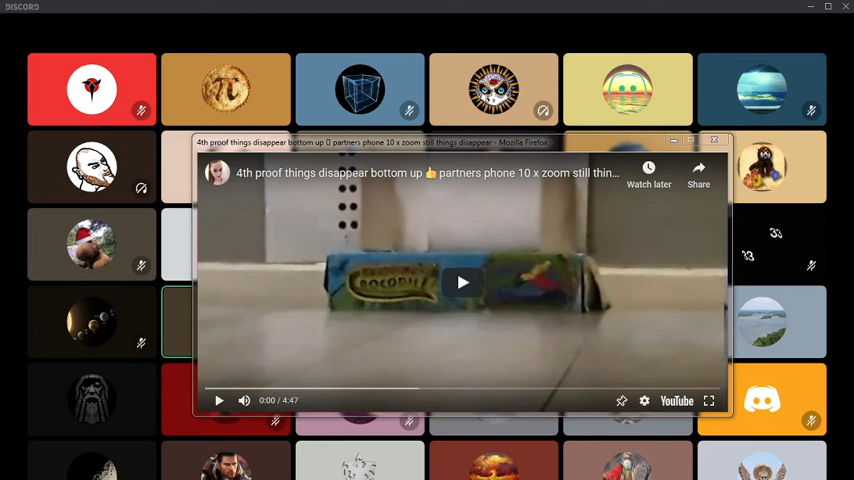 DISCORD
4th proof things disappear bottom up 👍 partners phone 10 x zoom still things disappear - Mozilla Firefox
4th proof things disappear bottom up 👍 partners phone 10 x zoom still thin...
Watch later
Share
0:00 / 4:47
YouTube